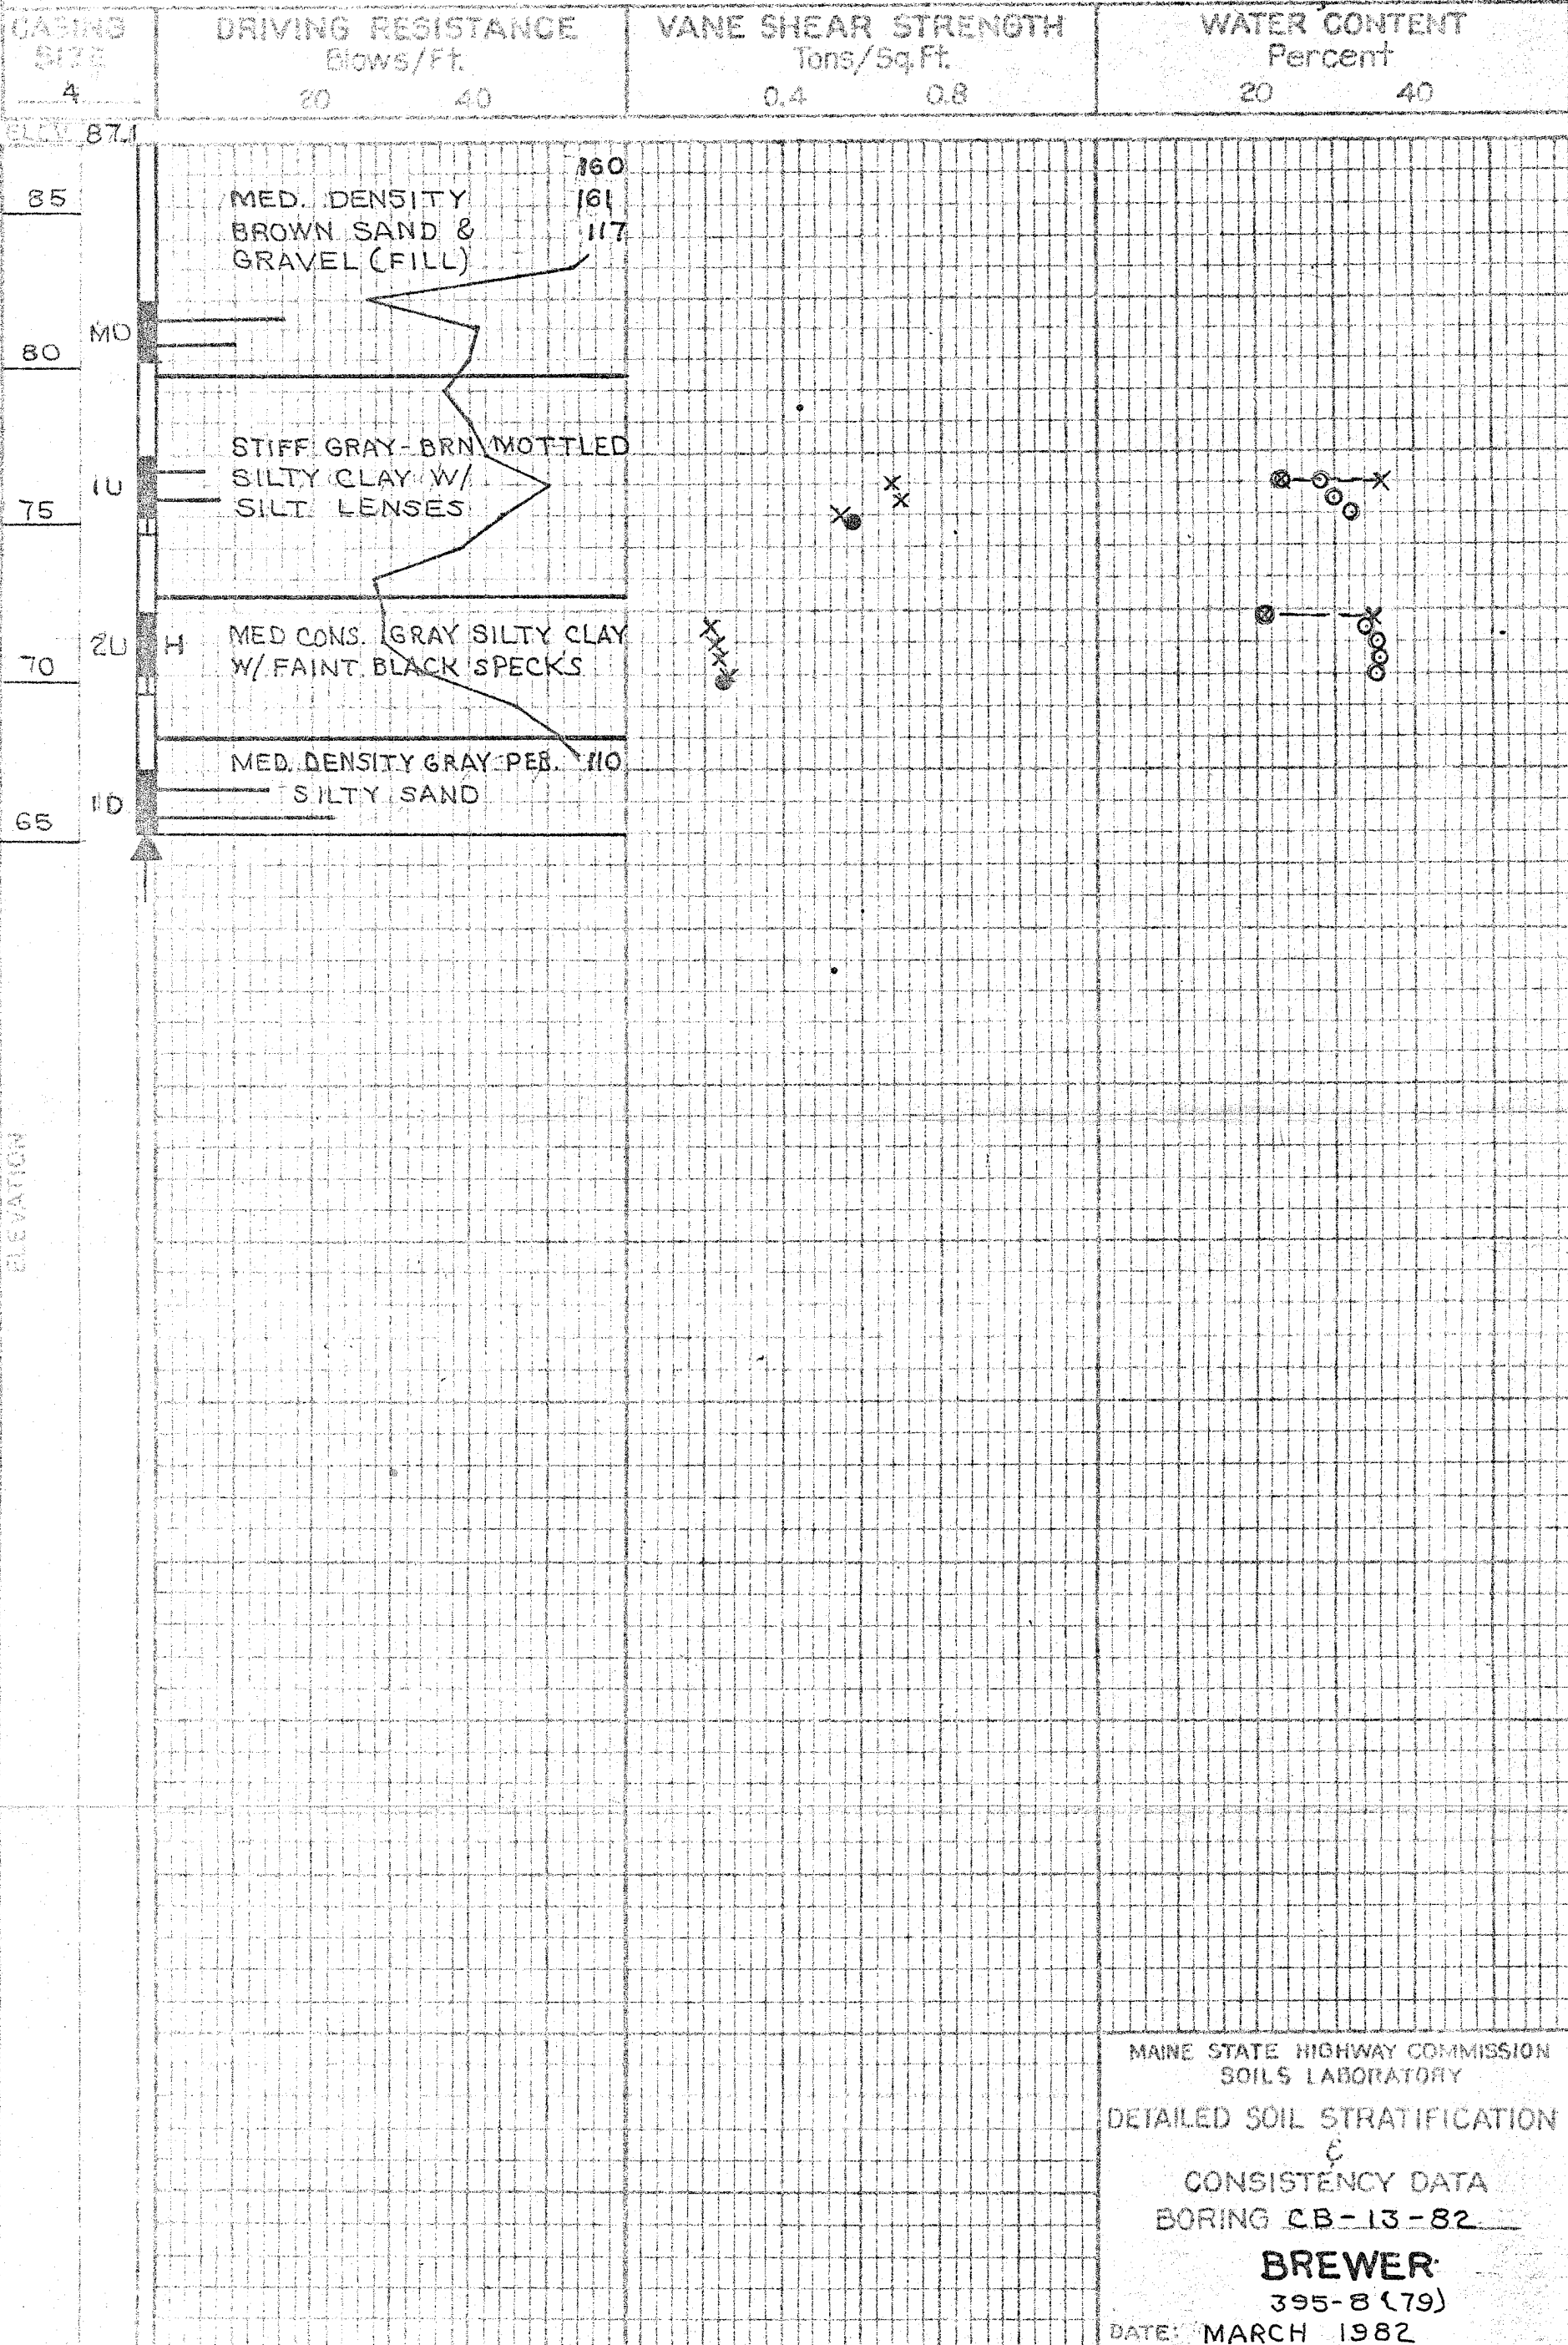 CASING DRIVING RESISTANCE VANE SHEAR STRENGTH WATER CONTENT
SIZE Blows/Ft. Tons/Sq.Ft. Percent
4 20 40 0.4 0.8 20 40
ELEV. 87.1
160
85 MED. DENSITY 161
BROWN SAND & 117
GRAVEL (FILL)
MD
80
STIFF GRAY-BRN MOTTLED
1U SILTY CLAY W/
75 SILT LENSES
2U H MED CONS. GRAY SILTY CLAY
70 W/ FAINT BLACK SPECKS
MED. DENSITY GRAY PEB. 110
1D SILTY SAND
65
ELEVATION
MAINE STATE HIGHWAY COMMISSION
SOILS LABORATORY
DETAILED SOIL STRATIFICATION
&
CONSISTENCY DATA
BORING CB-13-82
BREWER
395-8 (79)
DATE: MARCH 1982